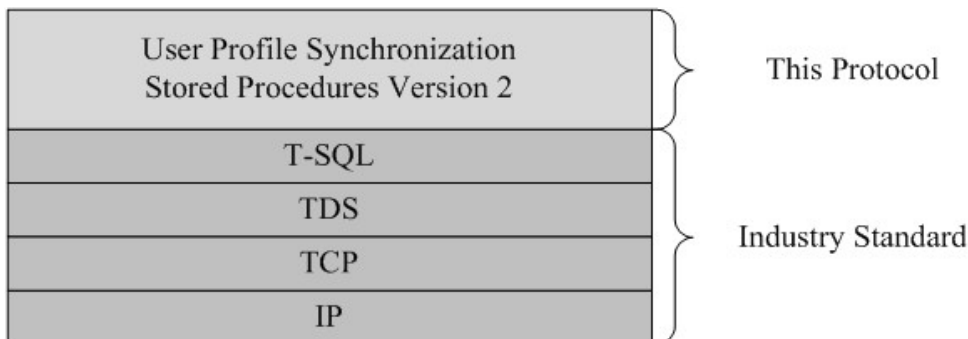 User Profile Synchronization
Stored Procedures Version 2
This Protocol
T-SQL
TDS
TCP
Industry Standard
IP